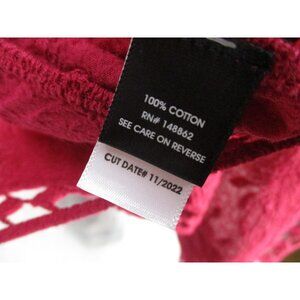 100% COTTON
RN# 148862
SEE CARE ON REVERSE
CUT DATE# 11/2022